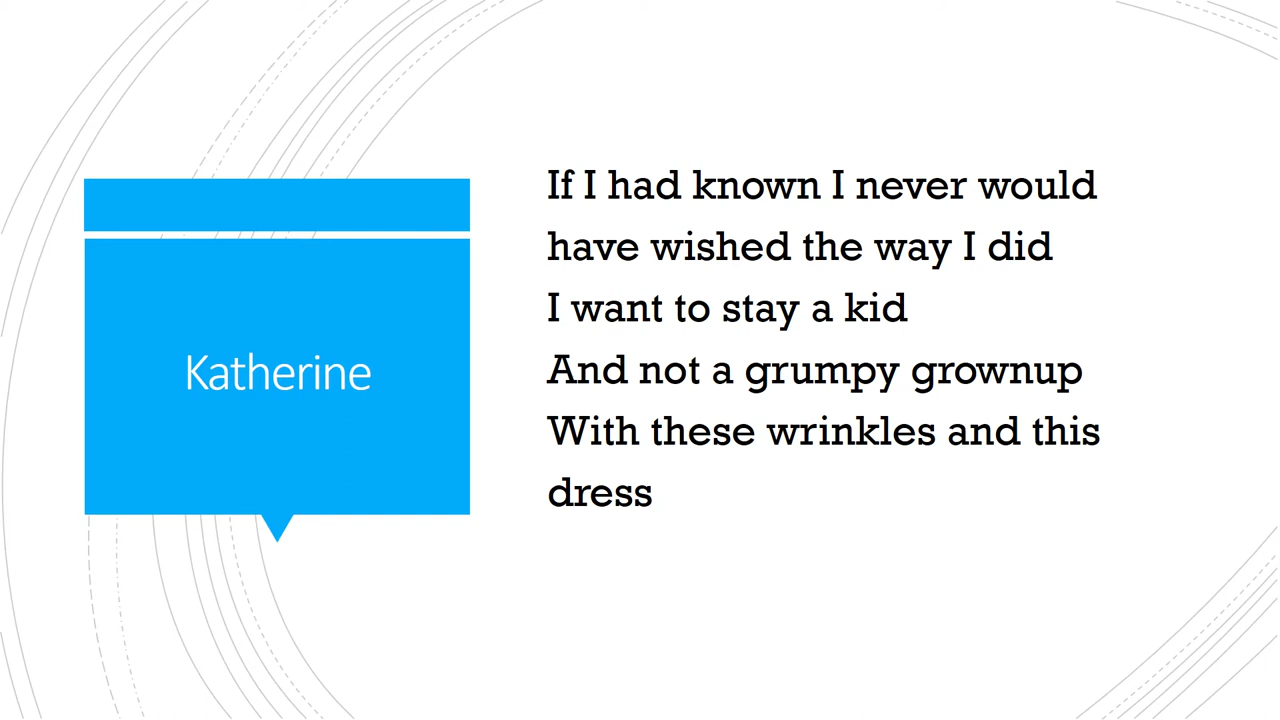 Katherine
If I had known I never would
have wished the way I did
I want to stay a kid
And not a grumpy grownup
With these wrinkles and this
dress